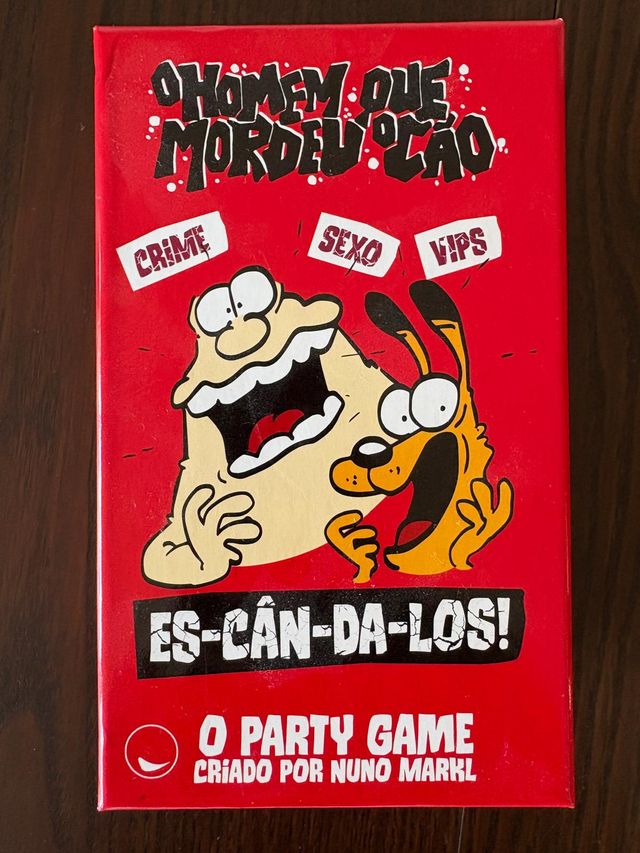 O HOMEM QUE
MORDEU O CÃO
CRIME
SEXO
VIPS
ES-CÂN-DA-LOS!
O PARTY GAME
CRIADO POR NUNO MARKL